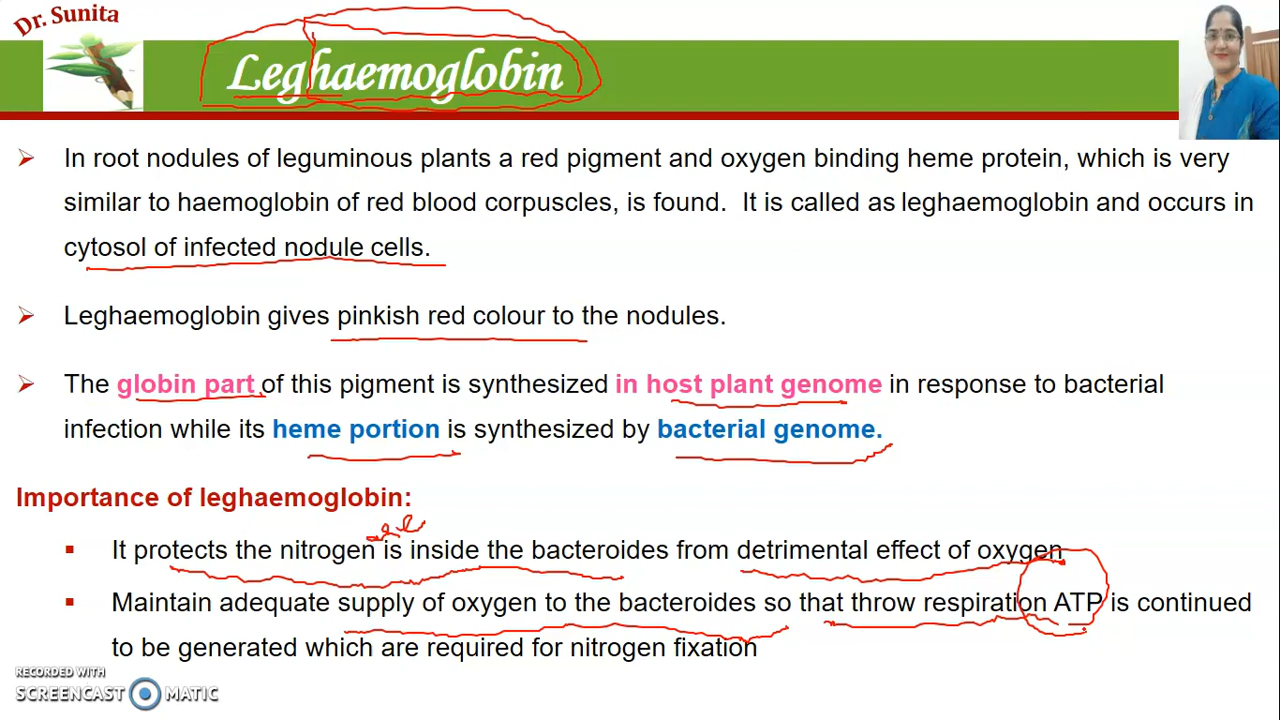 Dr. Sunita
Leghaemoglobin
In root nodules of leguminous plants a red pigment and oxygen binding heme protein, which is very
similar to haemoglobin of red blood corpuscles, is found. It is called as leghaemoglobin and occurs in
cytosol of infected nodule cells.
Leghaemoglobin gives pinkish red colour to the nodules.
The globin part of this pigment is synthesized in host plant genome in response to bacterial
infection while its heme portion is synthesized by bacterial genome.
Importance of leghaemoglobin:
It protects the nitrogen is inside the bacteroides from detrimental effect of oxygen
Maintain adequate supply of oxygen to the bacteroides so that throw respiration ATP is continued
to be generated which are required for nitrogen fixation
RECORDED WITH
SCREENCAST MATIC